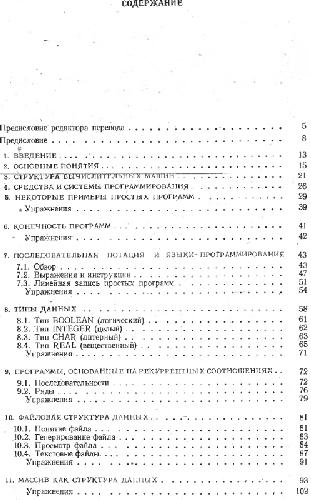 СОДЕРЖАНИЕ
Предисловие редактора перевода 5
Предисловие 8
1. ВВЕДЕНИЕ 13
2. ОСНОВНЫЕ ПОНЯТИЯ 15
3. СТРУКТУРА ВЫЧИСЛИТЕЛЬНЫХ МАШИН 21
4. СРЕДСТВА И СИСТЕМЫ ПРОГРАММИРОВАНИЯ 26
5. НЕКОТОРЫЕ ПРИМЕРЫ ПРОСТЫХ ПРОГРАММ 29
Упражнения 39
6. КОНЕЧНОСТЬ ПРОГРАММ 41
Упражнения 42
7. ПОСЛЕДОВАТЕЛЬНАЯ НОТАЦИЯ И ЯЗЫКИ ПРОГРАММИРОВАНИЯ 43
7.1. Обзор 43
7.2. Выражения и инструкции 47
7.3. Линейная запись простых программ 51
Упражнения 54
8. ТИПЫ ДАННЫХ 58
8.1. Тип BOOLEAN (логический) 61
8.2. Тип INTEGER (целый) 62
8.3. Тип CHAR (литерный) 63
8.4. Тип REAL (вещественный) 65
Упражнения 71
9. ПРОГРАММЫ, ОСНОВАННЫЕ НА РЕКУРРЕНТНЫХ СООТНОШЕНИЯХ 72
9.1. Последовательности 72
9.2. Ряды 76
Упражнения 79
10. ФАЙЛОВАЯ СТРУКТУРА ДАННЫХ 81
10.1. Понятие файла 81
10.2. Генерирование файла 83
10.3. Просмотр файла 84
10.4. Текстовые файлы 87
Упражнения 91
11. МАССИВ КАК СТРУКТУРА ДАННЫХ 93
Упражнения 102